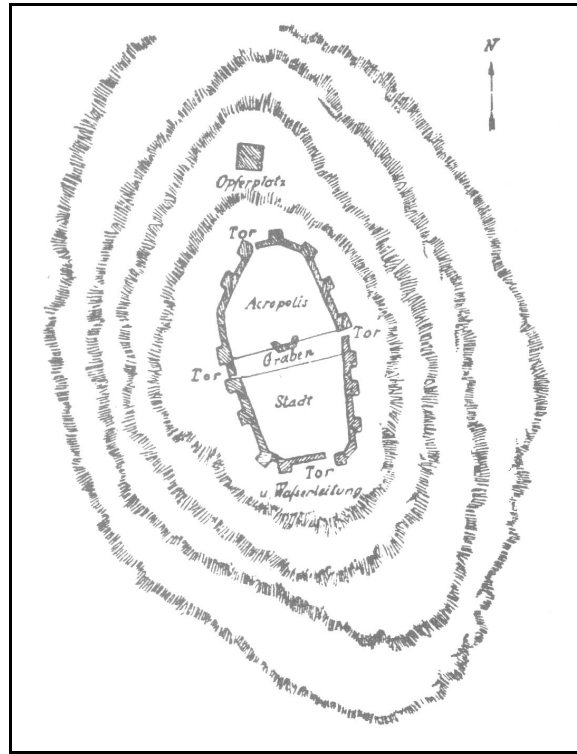 N
Opferplatz
Tor
Acropolis
Tor
Graben
Tor
Stadt
Tor
u. Wasserleitung